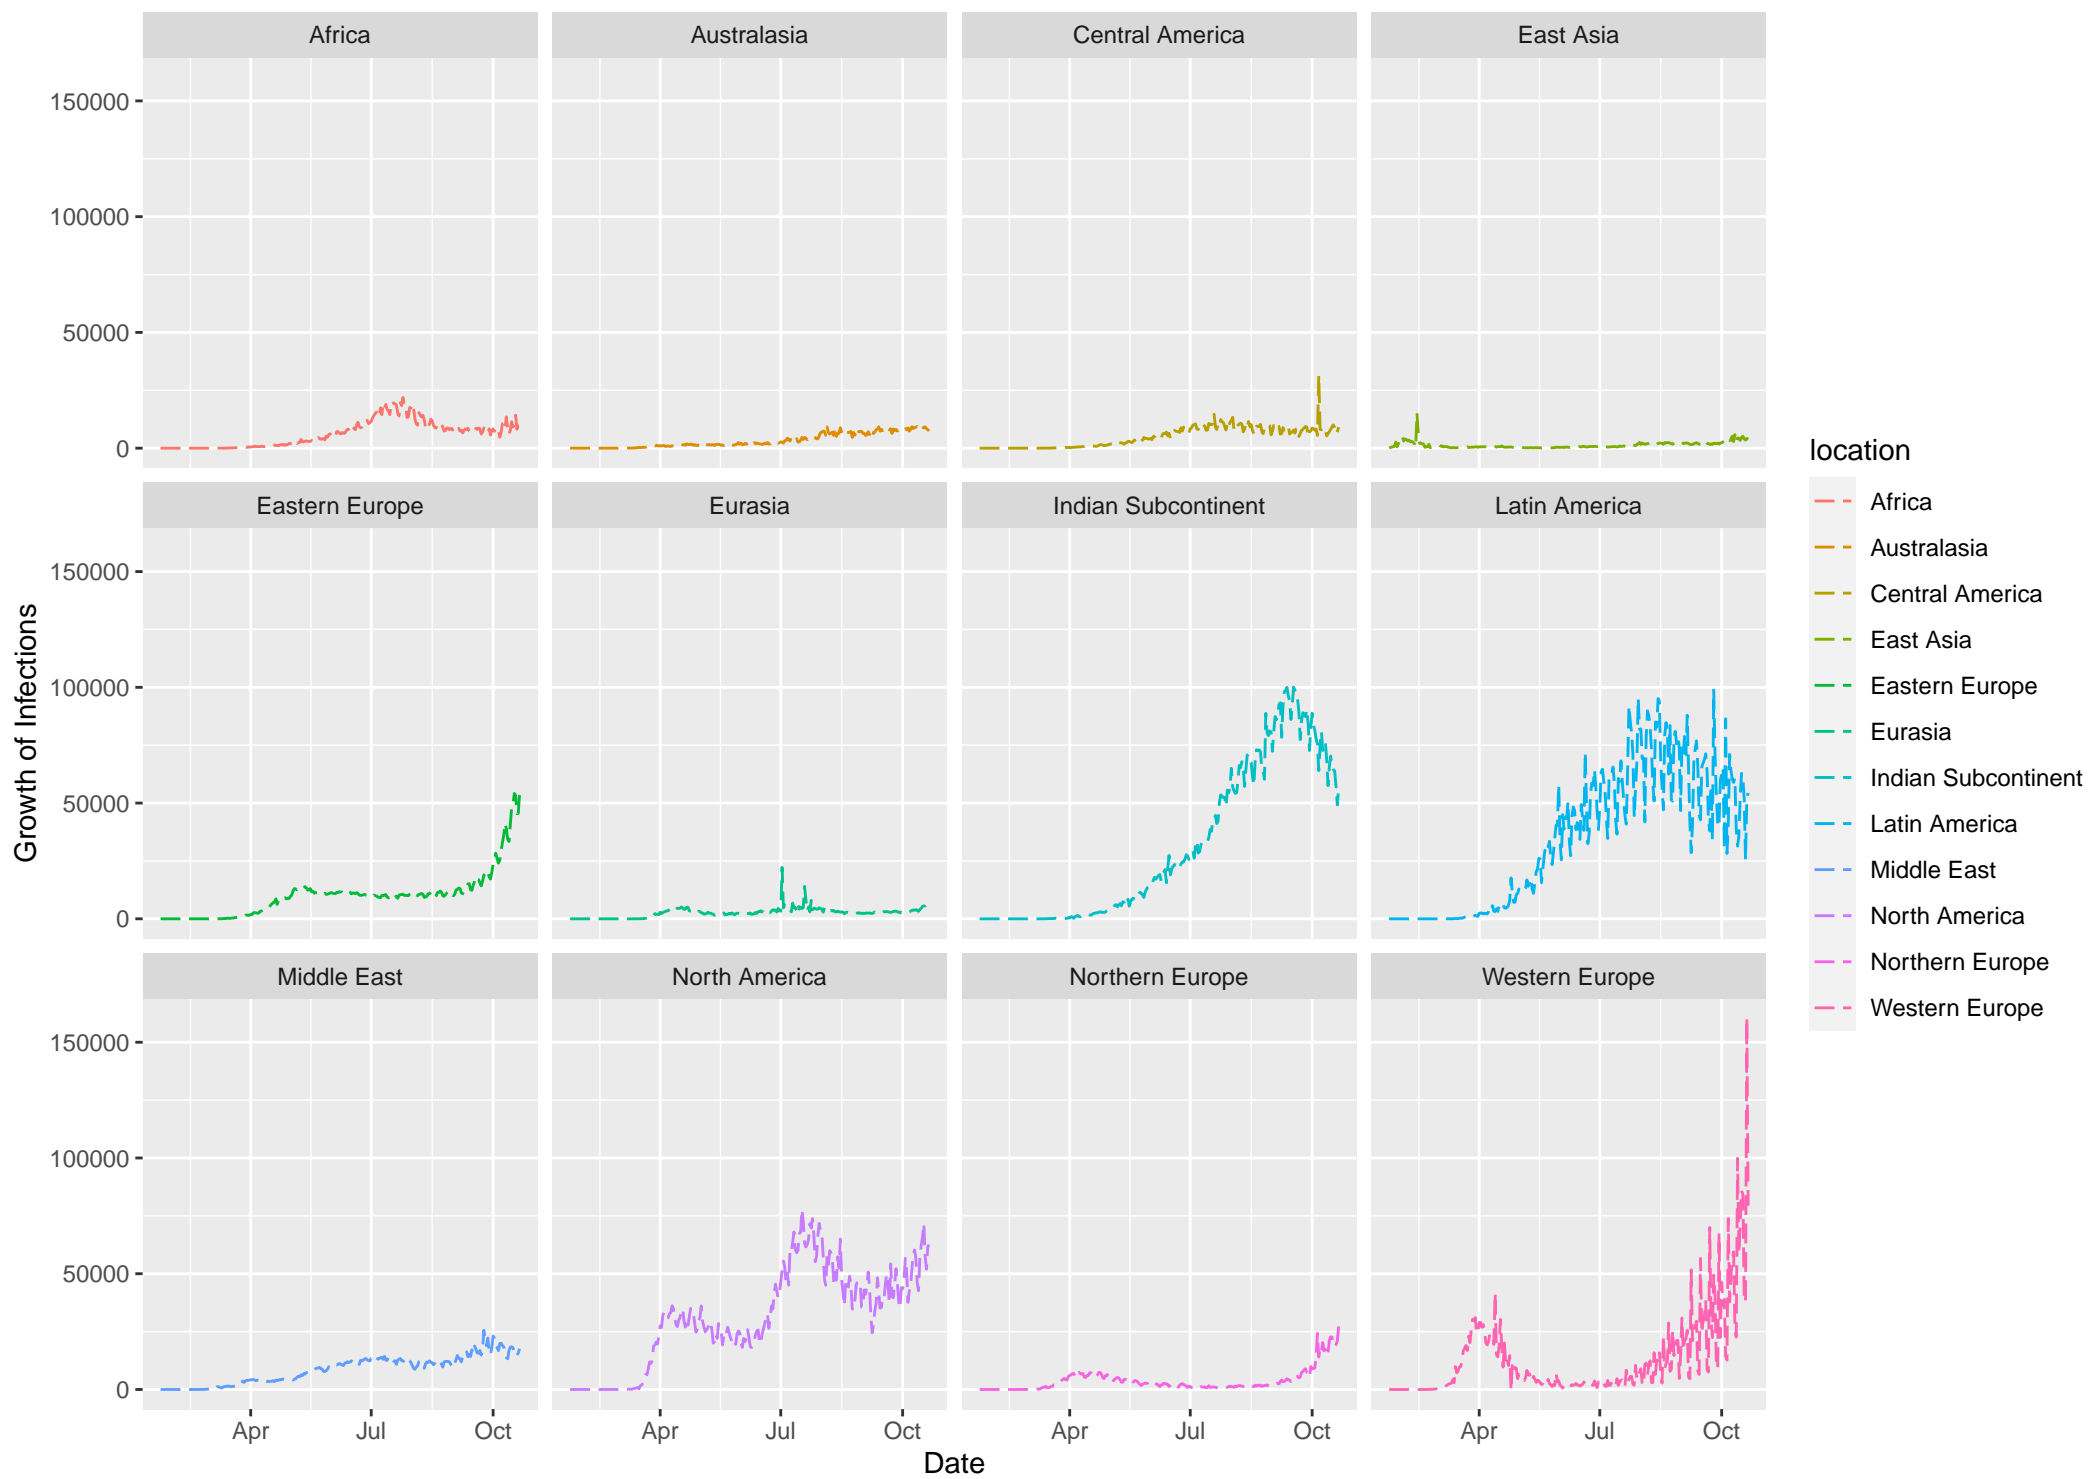 Africa
Australasia
Central America
East Asia
150000
100000
50000
0
Eastern Europe
Eurasia
Indian Subcontinent
Latin America
150000
100000
50000
0
Middle East
North America
Northern Europe
Western Europe
150000
100000
50000
0
Apr Jul Oct
Apr Jul Oct
Apr Jul Oct
Apr Jul Oct
Date
Growth of Infections
location
Africa
Australasia
Central America
East Asia
Eastern Europe
Eurasia
Indian Subcontinent
Latin America
Middle East
North America
Northern Europe
Western Europe